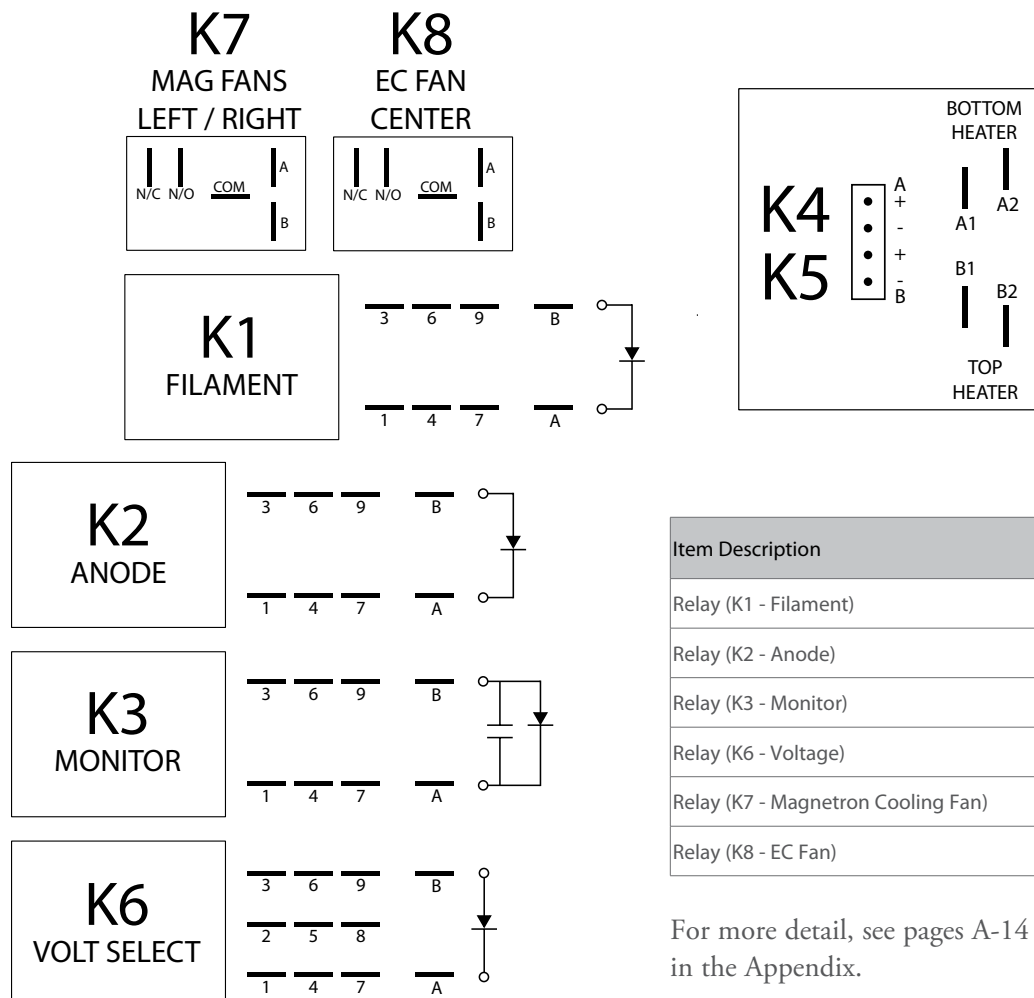 K7
MAG FANS
LEFT / RIGHT
N/C N/O COM A
B
K8
EC FAN
CENTER
N/C N/O COM A
B
K4
K5
A
+
-
+
-
B
BOTTOM
HEATER
A1
A2
B1
B2
TOP
HEATER
K1
FILAMENT
3 6 9 B
1 4 7 A
K2
ANODE
3 6 9 B
1 4 7 A
K3
MONITOR
3 6 9 B
1 4 7 A
K6
VOLT SELECT
3 6 9 B
2 5 8
1 4 7 A
Item Description
Relay (K1 - Filament)
Relay (K2 - Anode)
Relay (K3 - Monitor)
Relay (K6 - Voltage)
Relay (K7 - Magnetron Cooling Fan)
Relay (K8 - EC Fan)
For more detail, see pages A-14
in the Appendix.